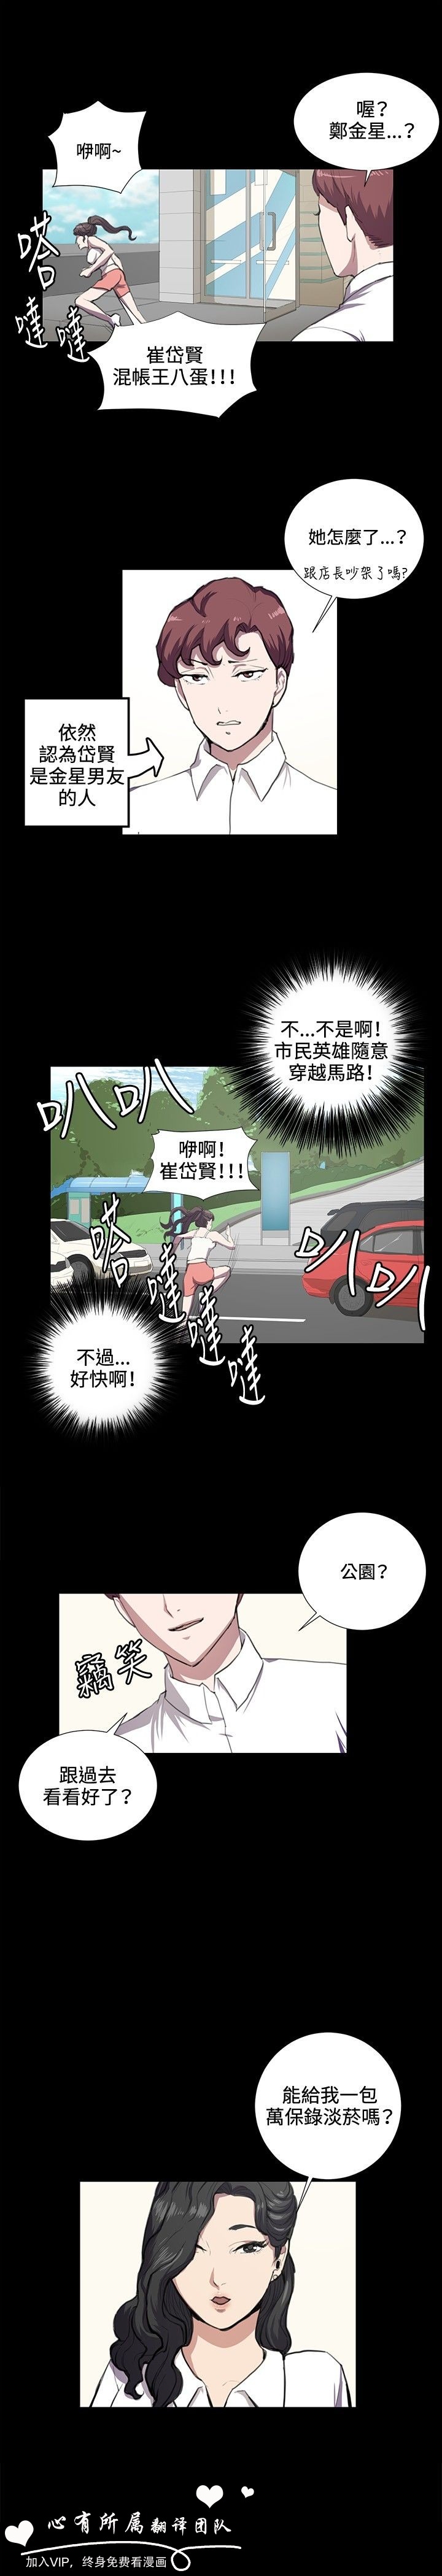 喔？
鄭金星...？
咿啊~
嗒
噠
噠
崔岱賢
混帳王八蛋！！！
她怎麼了...？
跟店長吵架了嗎?
依然
認為岱賢
是金星男友
的人
不...不是啊！
市民英雄隨意
穿越馬路！
叭叭
咿啊！
崔岱賢！！！
嗒
噠
噠
噠
叭叭
不過...
好快啊！
公園？
竊笑
跟過去
看看好了？
能給我一包
萬保錄淡菸嗎？
心有所属翻译团队
加入VIP，终身免费看漫画